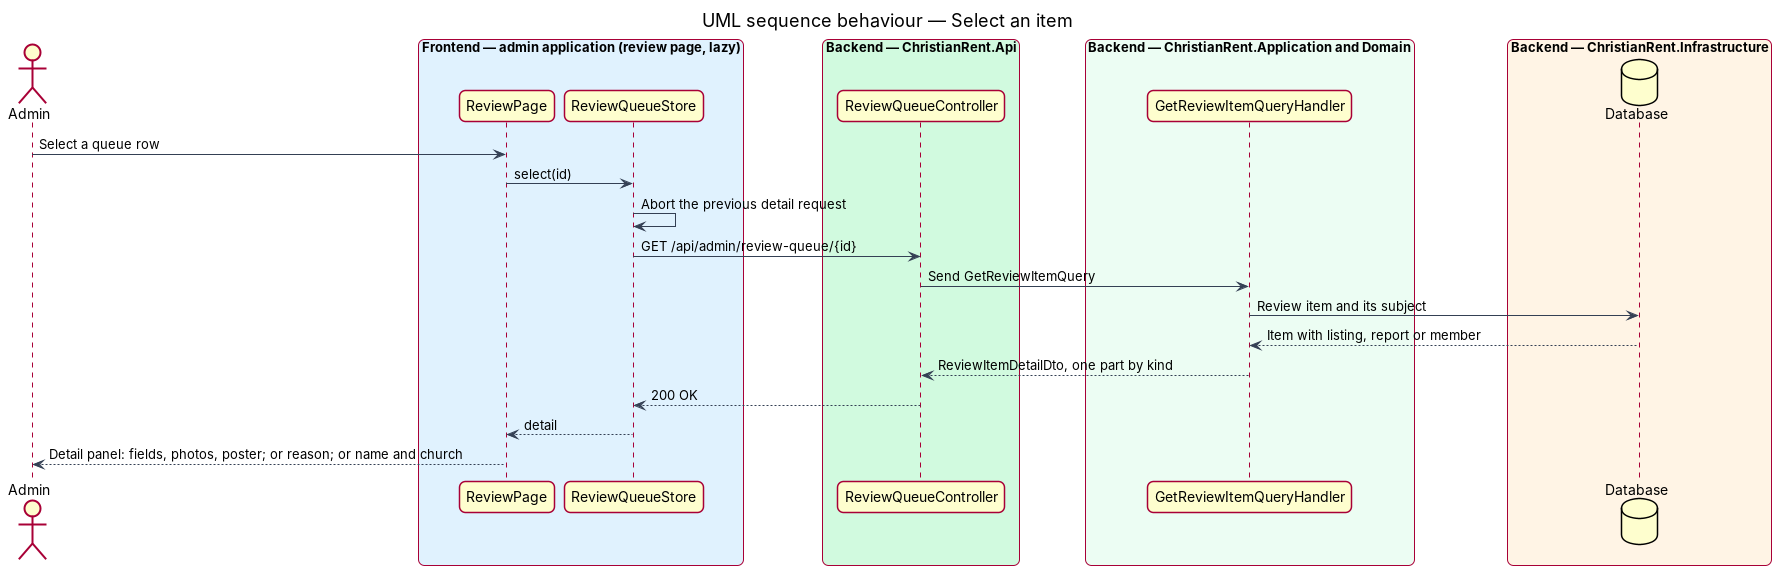 UML sequence behaviour — Select an item
Frontend — admin application (review page, lazy)
Backend — ChristianRent.Api
Backend — ChristianRent.Application and Domain
Backend — ChristianRent.Infrastructure
Admin
ReviewPage
ReviewQueueStore
ReviewQueueController
GetReviewItemQueryHandler
Database
Select a queue row
select(id)
Abort the previous detail request
GET /api/admin/review-queue/{id}
Send GetReviewItemQuery
Review item and its subject
Item with listing, report or member
ReviewItemDetailDto, one part by kind
200 OK
detail
Detail panel: fields, photos, poster; or reason; or name and church
Admin
ReviewPage
ReviewQueueStore
ReviewQueueController
GetReviewItemQueryHandler
Database